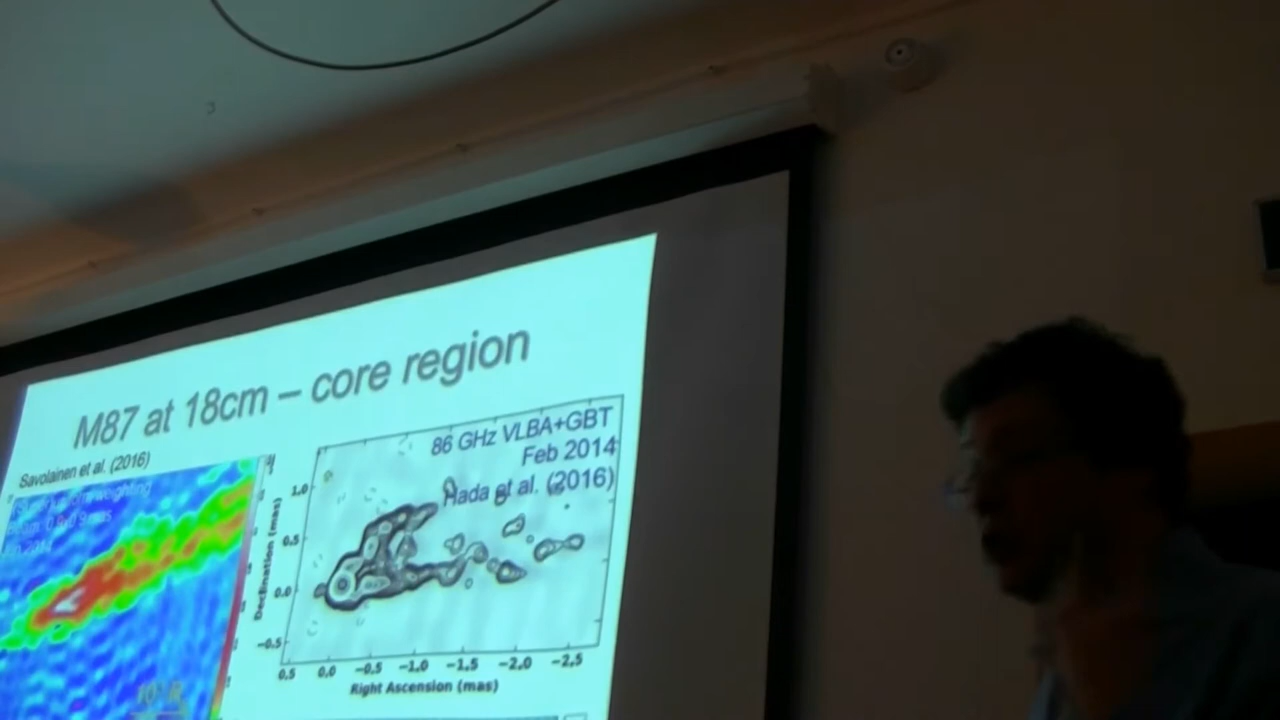 M87 at 18cm – core region
Savolainen et al. (2016)
86 GHz VLBA+GBT
Feb 2014
Hada et al. (2016)
1.0
0.5
0.0
−0.5
Declination (mas)
0.5 0.0 −0.5 −1.0 −1.5 −2.0 −2.5
Right Ascension (mas)